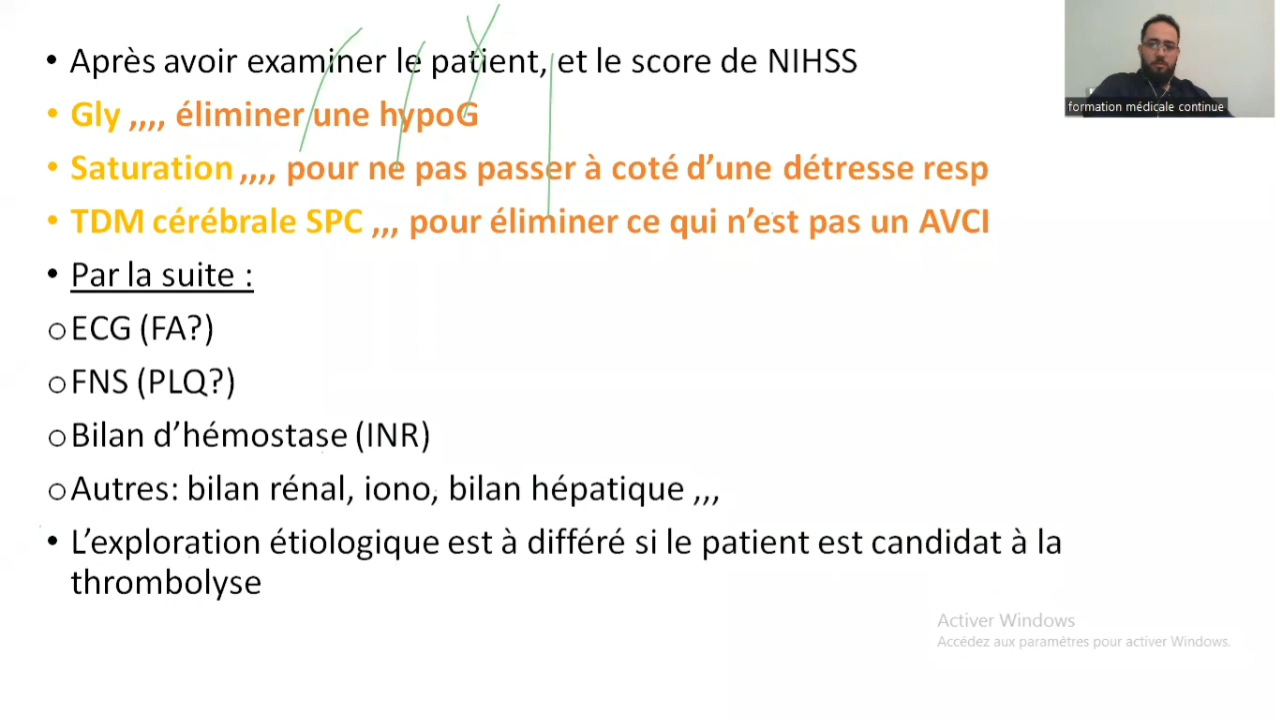 • Après avoir examiner le patient, et le score de NIHSS
• Gly ,,,, éliminer une hypoG
• Saturation ,,,, pour ne pas passer à coté d’une détresse resp
• TDM cérébrale SPC ,,, pour éliminer ce qui n’est pas un AVCI
• Par la suite :
o ECG (FA?)
o FNS (PLQ?)
o Bilan d’hémostase (INR)
o Autres: bilan rénal, iono, bilan hépatique ,,,
• L’exploration étiologique est à différé si le patient est candidat à la
thrombolyse
formation médicale continue
Activer Windows
Accédez aux paramètres pour activer Windows.